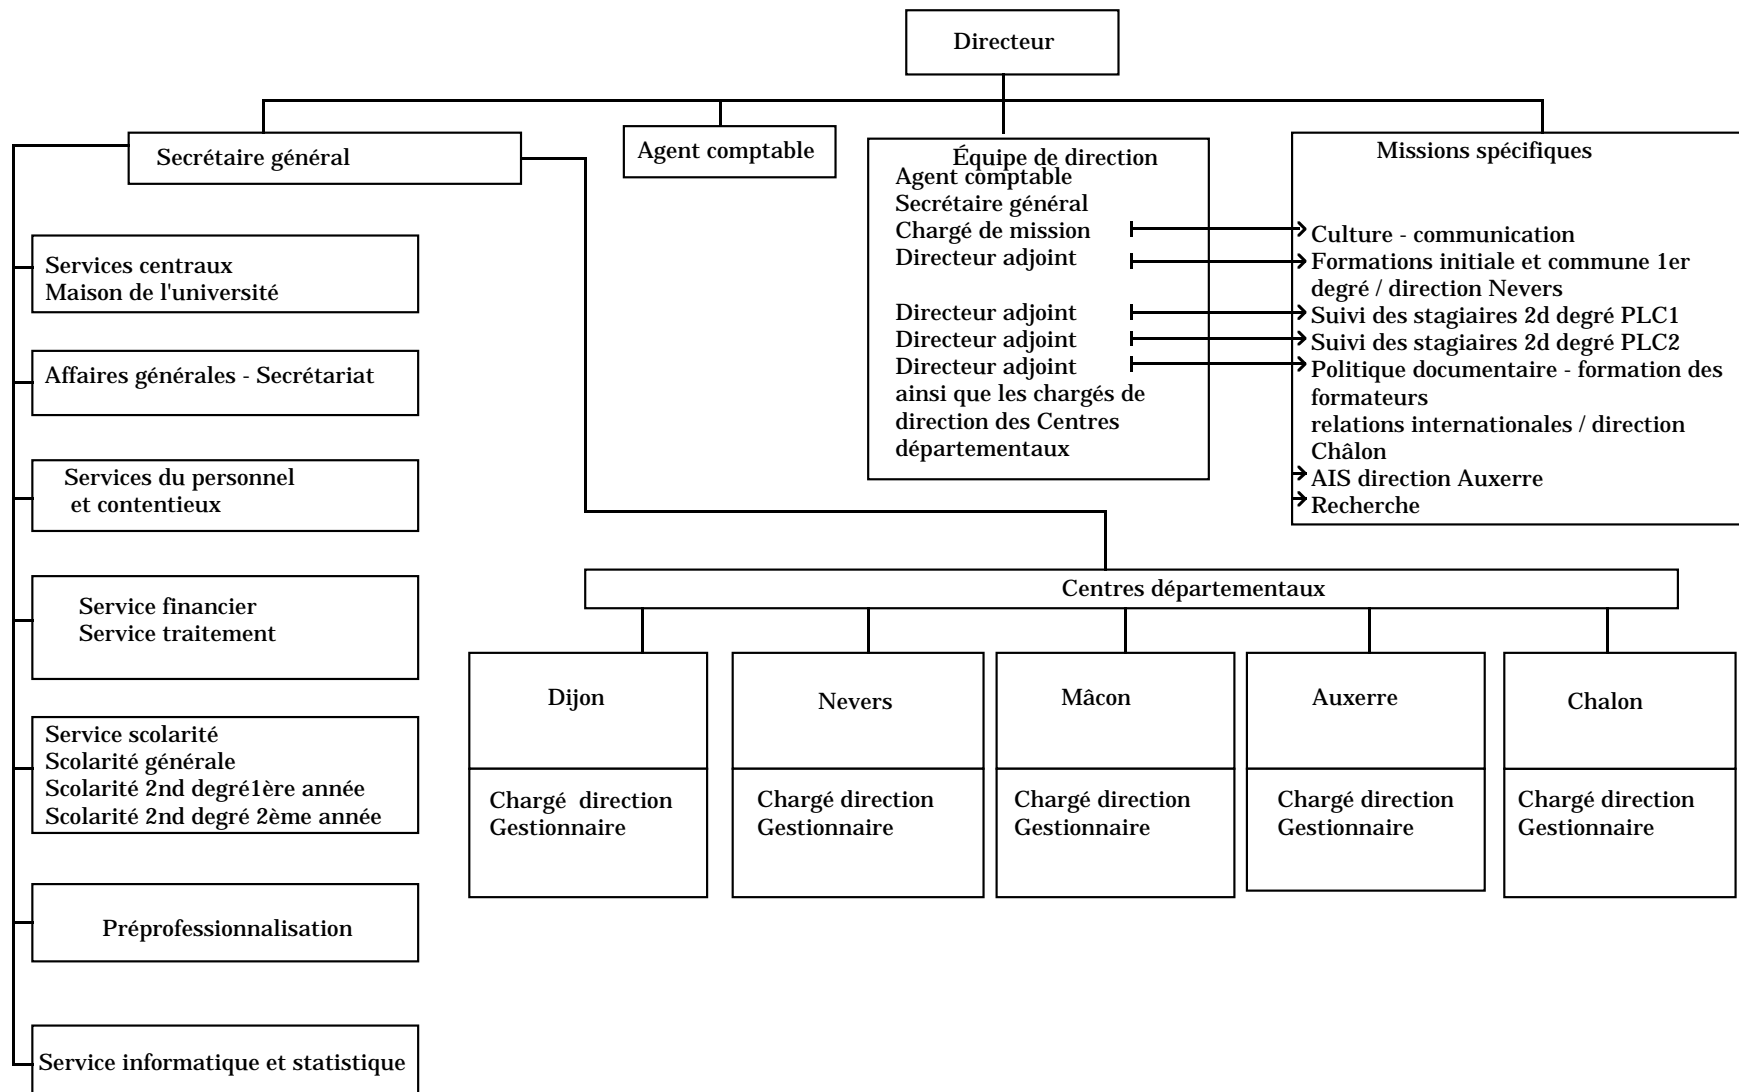 Directeur
Secrétaire général
Agent comptable
Équipe de direction
Agent comptable
Secrétaire général
Chargé de mission
Directeur adjoint
Directeur adjoint
Directeur adjoint
Directeur adjoint
ainsi que les chargés de
direction des Centres
départementaux
Missions spécifiques
Culture - communication
Formations initiale et commune 1er
degré / direction Nevers
Suivi des stagiaires 2d degré PLC1
Suivi des stagiaires 2d degré PLC2
Politique documentaire - formation des
formateurs
relations internationales / direction
Châlon
AIS direction Auxerre
Recherche
Services centraux
Maison de l'université
Affaires générales - Secrétariat
Services du personnel
et contentieux
Service financier
Service traitement
Service scolarité
Scolarité générale
Scolarité 2nd degré1ère année
Scolarité 2nd degré 2ème année
Préprofessionnalisation
Service informatique et statistique
Centres départementaux
Dijon
Chargé direction
Gestionnaire
Nevers
Chargé direction
Gestionnaire
Mâcon
Chargé direction
Gestionnaire
Auxerre
Chargé direction
Gestionnaire
Chalon
Chargé direction
Gestionnaire